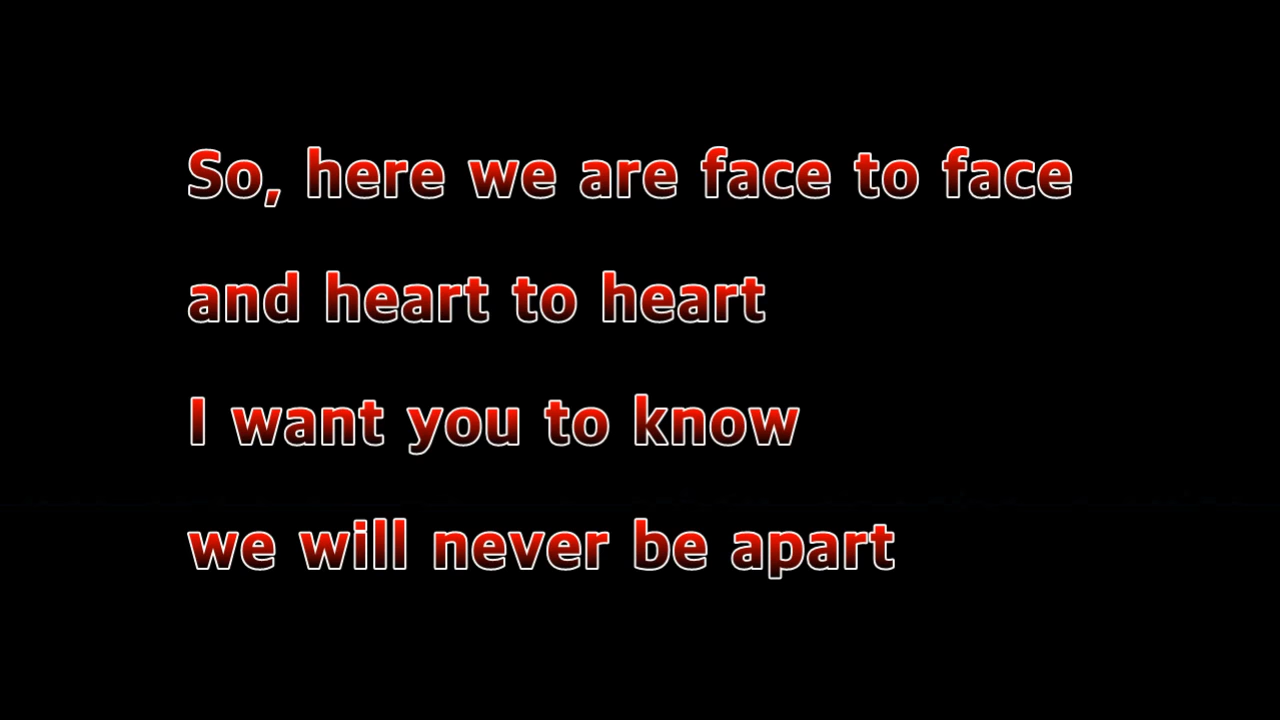 So, here we are face to face
and heart to heart
I want you to know
we will never be apart